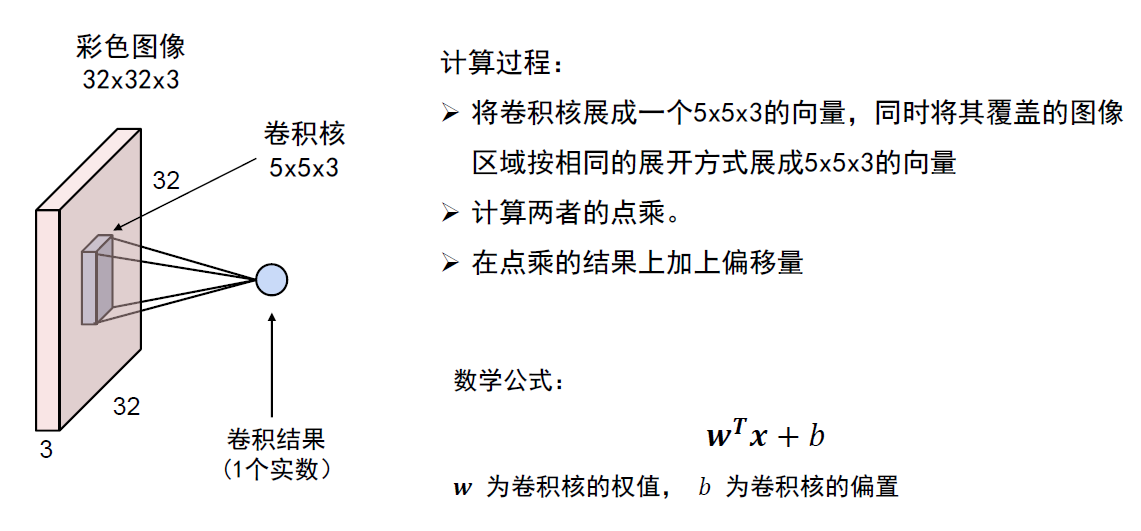 彩色图像
32x32x3
卷积核
5x5x3
32
32
3
卷积结果
（1个实数）
计算过程：
➢ 将卷积核展成一个5x5x3的向量，同时将其覆盖的图像
区域按相同的展开方式展成5x5x3的向量
➢ 计算两者的点乘。
➢ 在点乘的结果上加上偏移量
数学公式：
𝒘ᵀ𝒙 + b
𝒘 为卷积核的权值， b 为卷积核的偏置